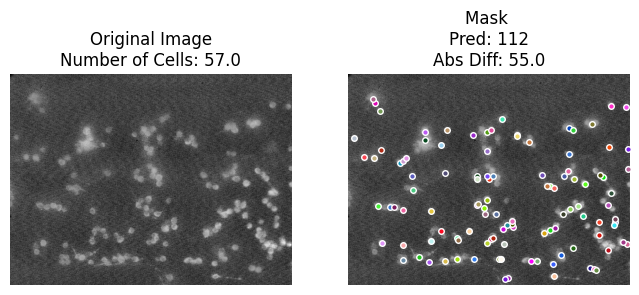 Original Image
Number of Cells: 57.0
Mask
Pred: 112
Abs Diff: 55.0